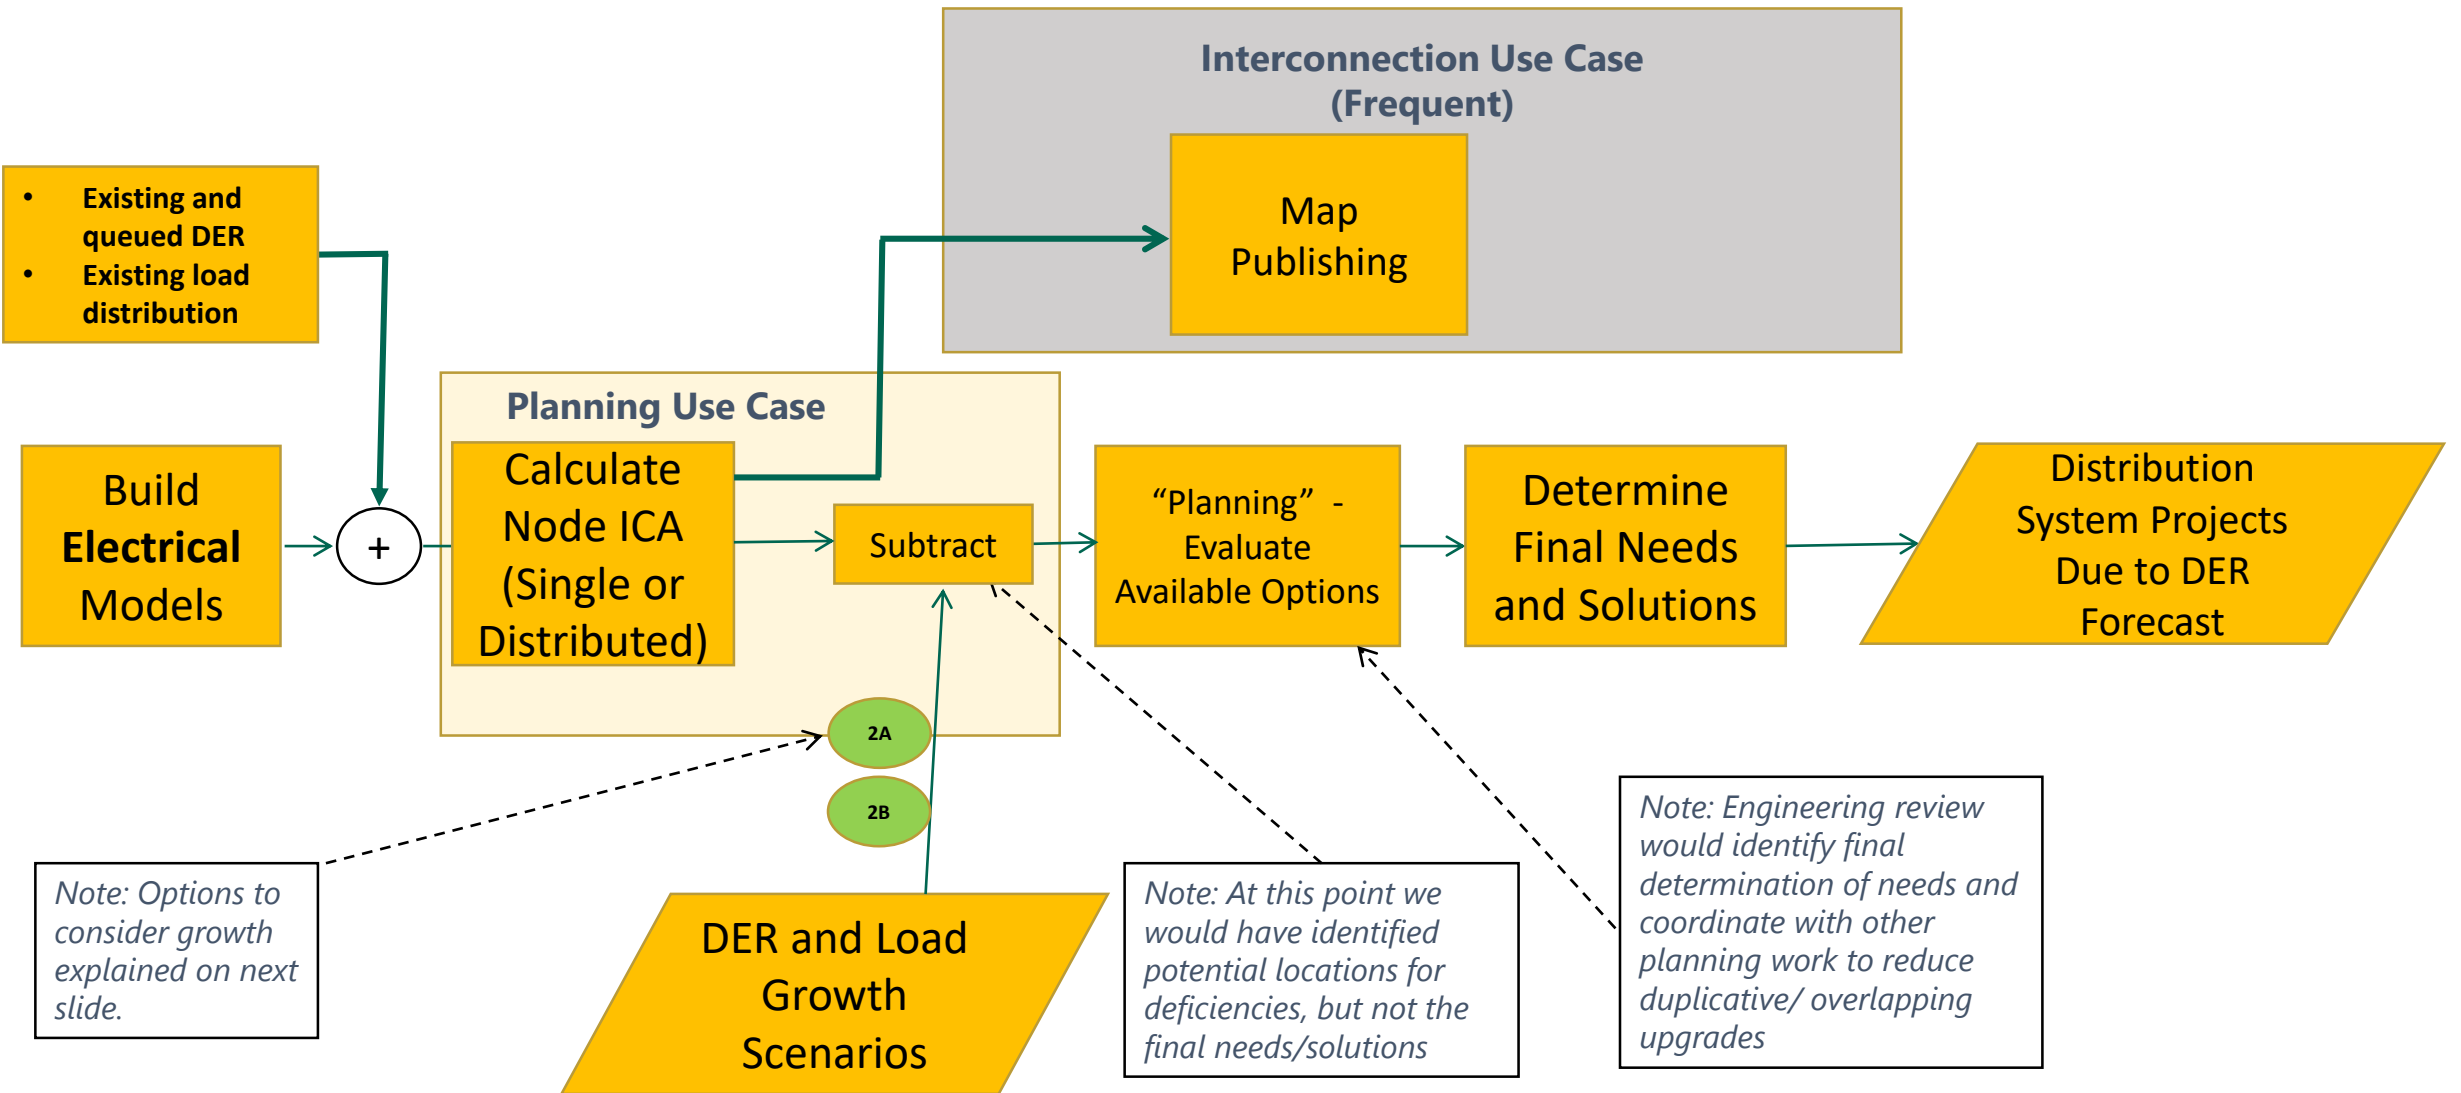 Interconnection Use Case
(Frequent)
Map
Publishing
• Existing and
queued DER
• Existing load
distribution
Planning Use Case
Build
Electrical
Models
+
Calculate
Node ICA
(Single or
Distributed)
Subtract
“Planning” -
Evaluate
Available Options
Determine
Final Needs
and Solutions
Distribution
System Projects
Due to DER
Forecast
2A
2B
Note: Options to
consider growth
explained on next
slide.
DER and Load
Growth
Scenarios
Note: At this point we
would have identified
potential locations for
deficiencies, but not the
final needs/solutions
Note: Engineering review
would identify final
determination of needs and
coordinate with other
planning work to reduce
duplicative/ overlapping
upgrades